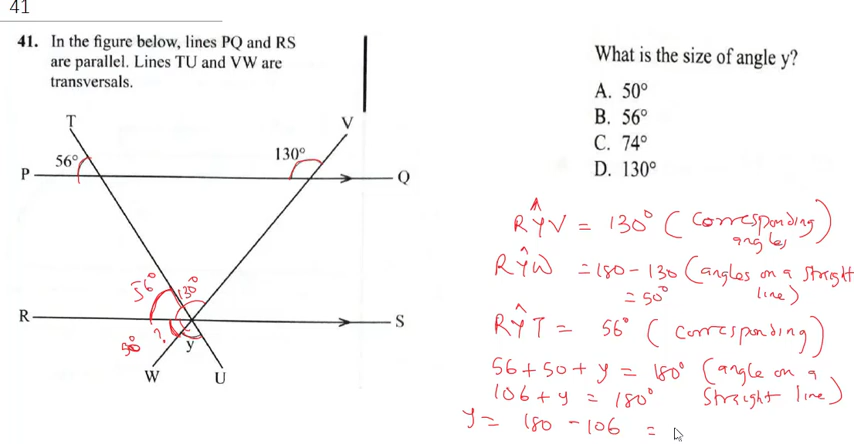 41
41. In the figure below, lines PQ and RS
are parallel. Lines TU and VW are
transversals.
T
V
56°
130°
P
Q
56°
130°
R
S
50°
?
y
W
U
What is the size of angle y?
A. 50°
B. 56°
C. 74°
D. 130°
RŶV = 130° (corresponding
angles)
RŶW = 180 - 130 (angles on a straight
= 50° line)
RŶT = 56° (corresponding)
56 + 50 + y = 180° (angle on a
106 + y = 180° straight line)
y = 180 - 106 =